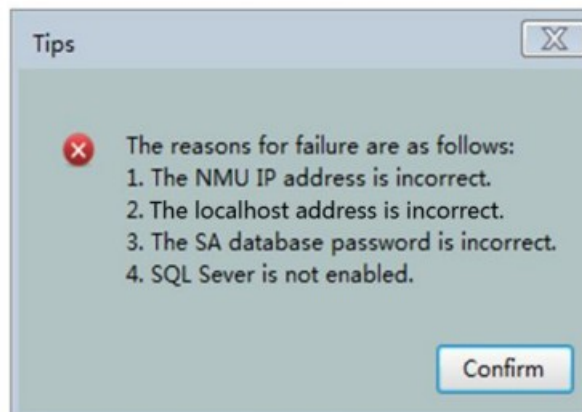 Tips
The reasons for failure are as follows:
1. The NMU IP address is incorrect.
2. The localhost address is incorrect.
3. The SA database password is incorrect.
4. SQL Sever is not enabled.
Confirm